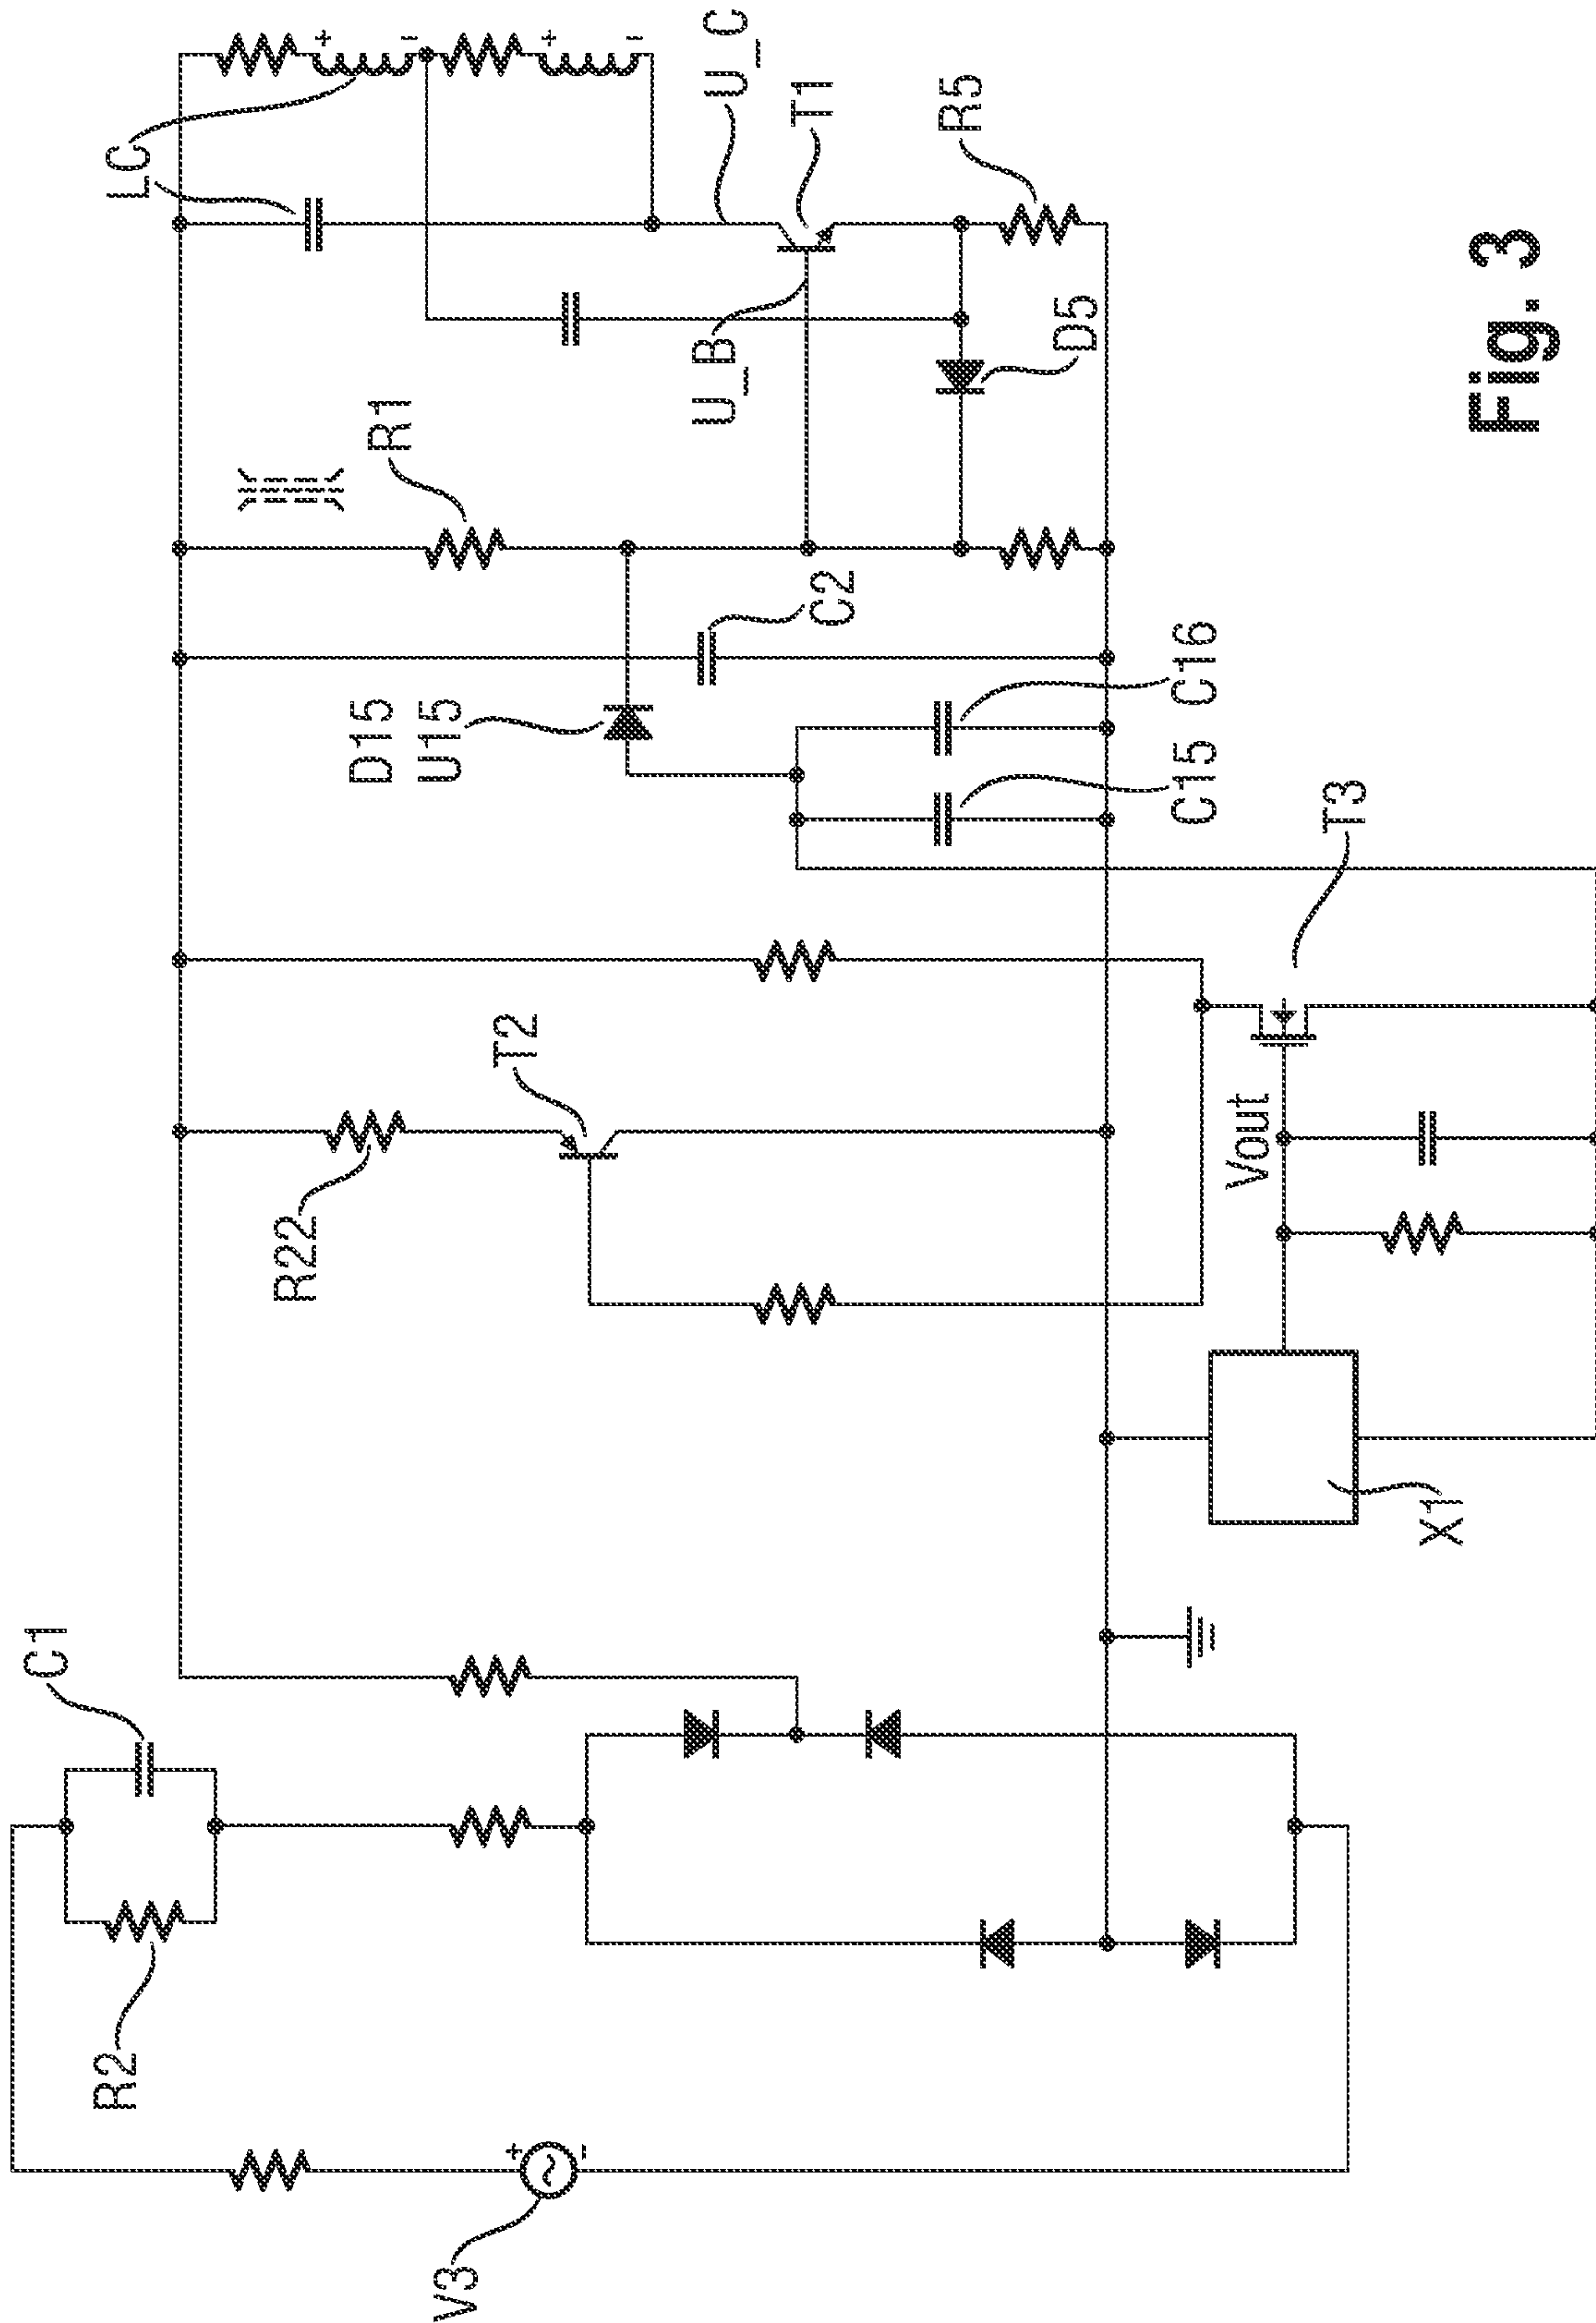 V3
R2
C1
X1
R22
T2
Vout
T3
D15
U15
C15
C16
C2
R1
U_B
D5
LC
U_C
T1
R5
Fig. 3